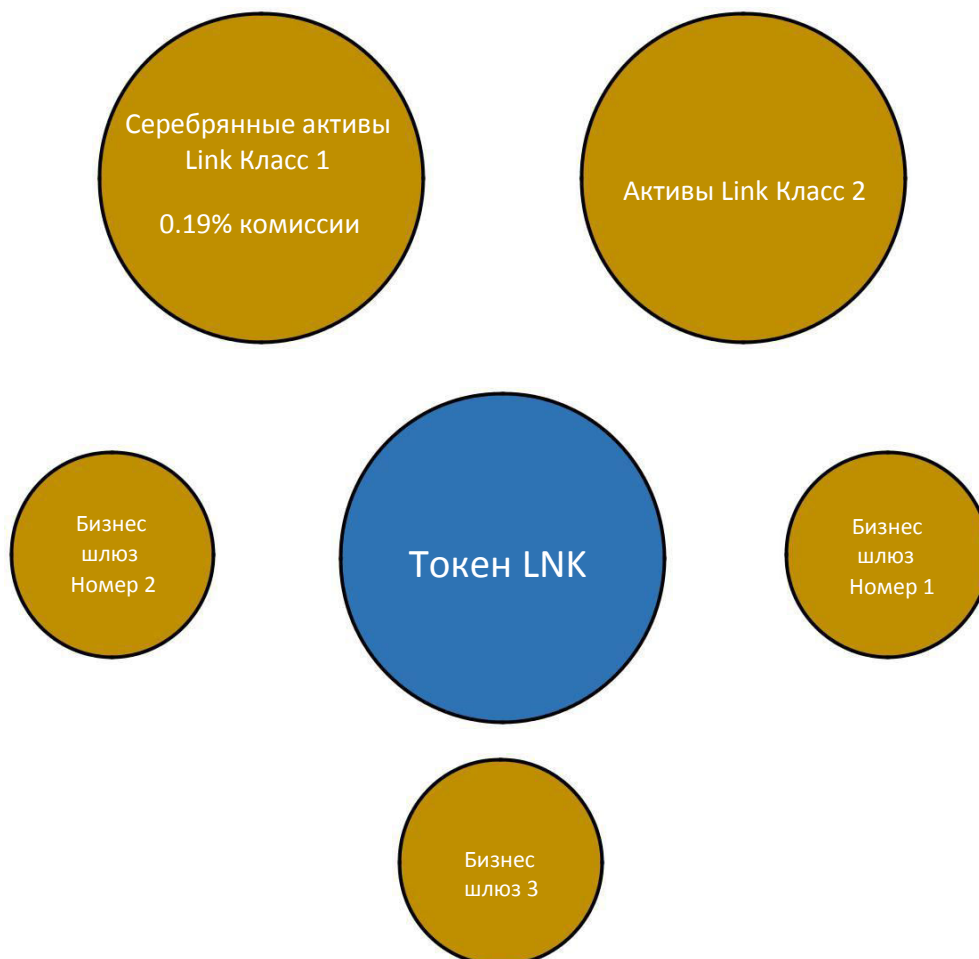 Серебрянные активы
Link Класс 1
0.19% комиссии
Активы Link Класс 2
Бизнес
шлюз
Номер 2
Токен LNK
Бизнес
шлюз
Номер 1
Бизнес
шлюз 3